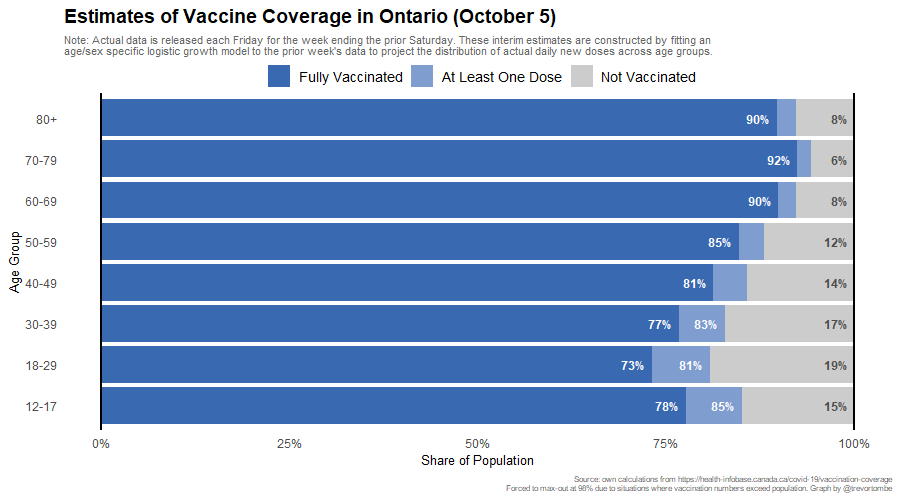 Estimates of Vaccine Coverage in Ontario (October 5)
Note: Actual data is released each Friday for the week ending the prior Saturday. These interim estimates are constructed by fitting an
age/sex specific logistic growth model to the prior week's data to project the distribution of actual daily new doses across age groups.
Fully Vaccinated At Least One Dose Not Vaccinated
80+ 90% 8%
70-79 92% 6%
60-69 90% 8%
50-59 85% 12%
Age Group
40-49 81% 14%
30-39 77% 83% 17%
18-29 73% 81% 19%
12-17 78% 85% 15%
0% 25% 50% 75% 100%
Share of Population
Source: own calculations from https://health-infobase.canada.ca/covid-19/vaccination-coverage
Forced to max-out at 98% due to situations where vaccination numbers exceed population. Graph by @trevortombe